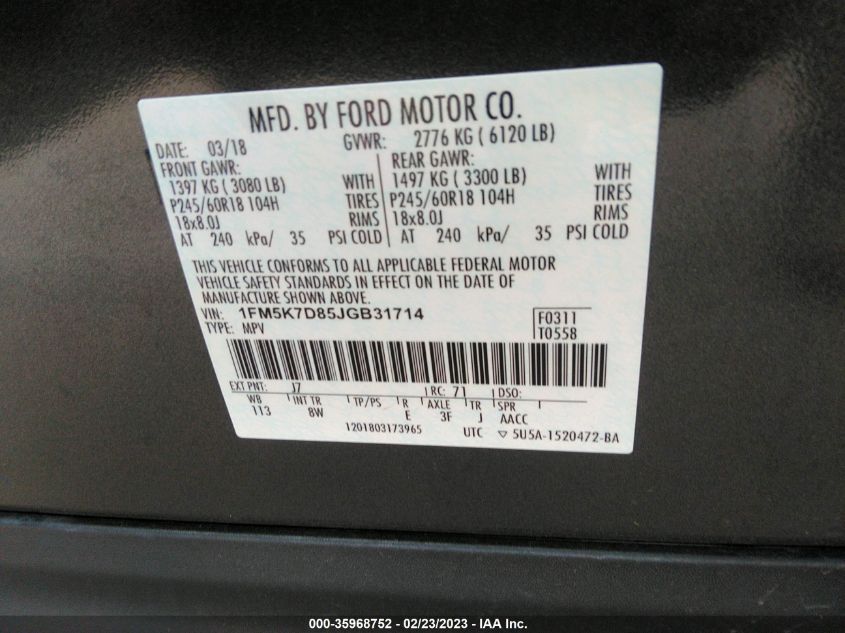 MFD. BY FORD MOTOR CO.
DATE: 03/18 GVWR: 2776 KG ( 6120 LB)
FRONT GAWR: REAR GAWR:
1397 KG ( 3080 LB) WITH 1497 KG ( 3300 LB) WITH
P245/60R18 104H TIRES P245/60R18 104H TIRES
18x8.0J RIMS 18x8.0J RIMS
AT 240 kPa/ 35 PSI COLD AT 240 kPa/ 35 PSI COLD
THIS VEHICLE CONFORMS TO ALL APPLICABLE FEDERAL MOTOR
VEHICLE SAFETY STANDARDS IN EFFECT ON THE DATE OF
MANUFACTURE SHOWN ABOVE.
VIN: 1FM5K7D85JGB31714 F0311
TYPE: MPV T0558
EXT PNT: J7 RC: 71 DSO:
WB INT TR TP/PS R AXLE TR SPR
113 8W E 3F J AACC
1201803173965 UTC ▽ 5U5A-1520472-BA
000-35968752 - 02/23/2023 - IAA Inc.